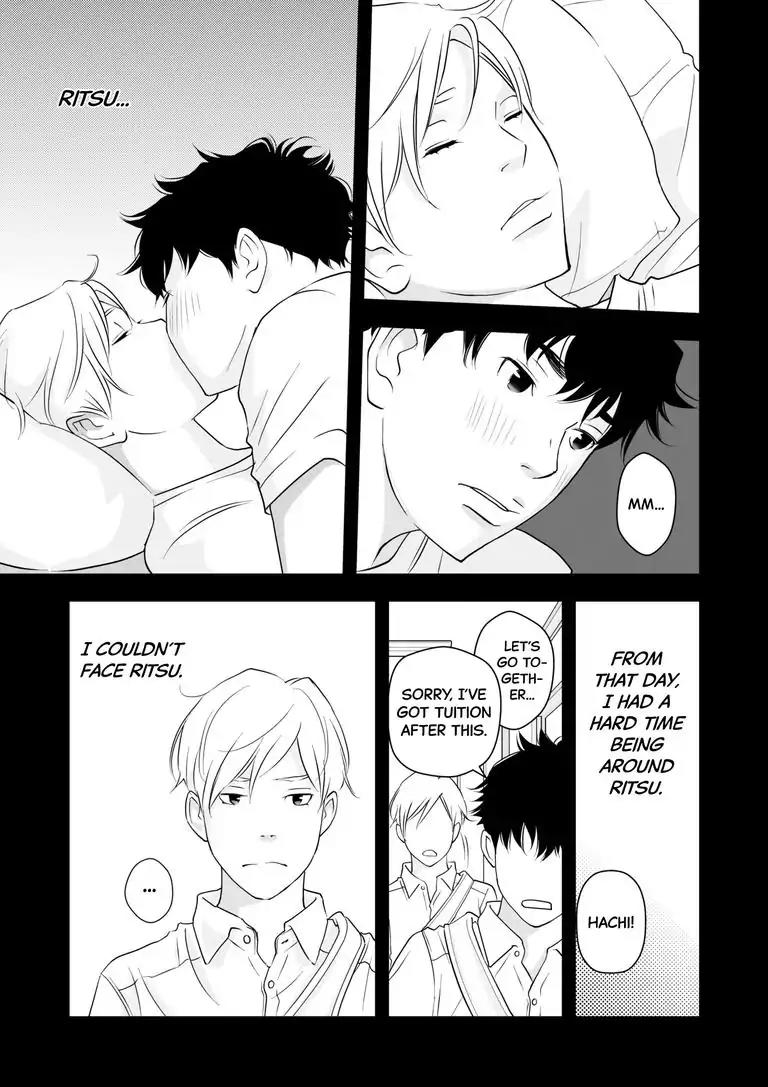 RITSU...
MM...
FROM
THAT DAY,
I HAD A
HARD TIME
BEING
AROUND
RITSU.
HACHI!
LET'S
GO TO-
GETH-
ER...
SORRY, I'VE
GOT TUITION
AFTER THIS.
I COULDN'T
FACE RITSU.
...